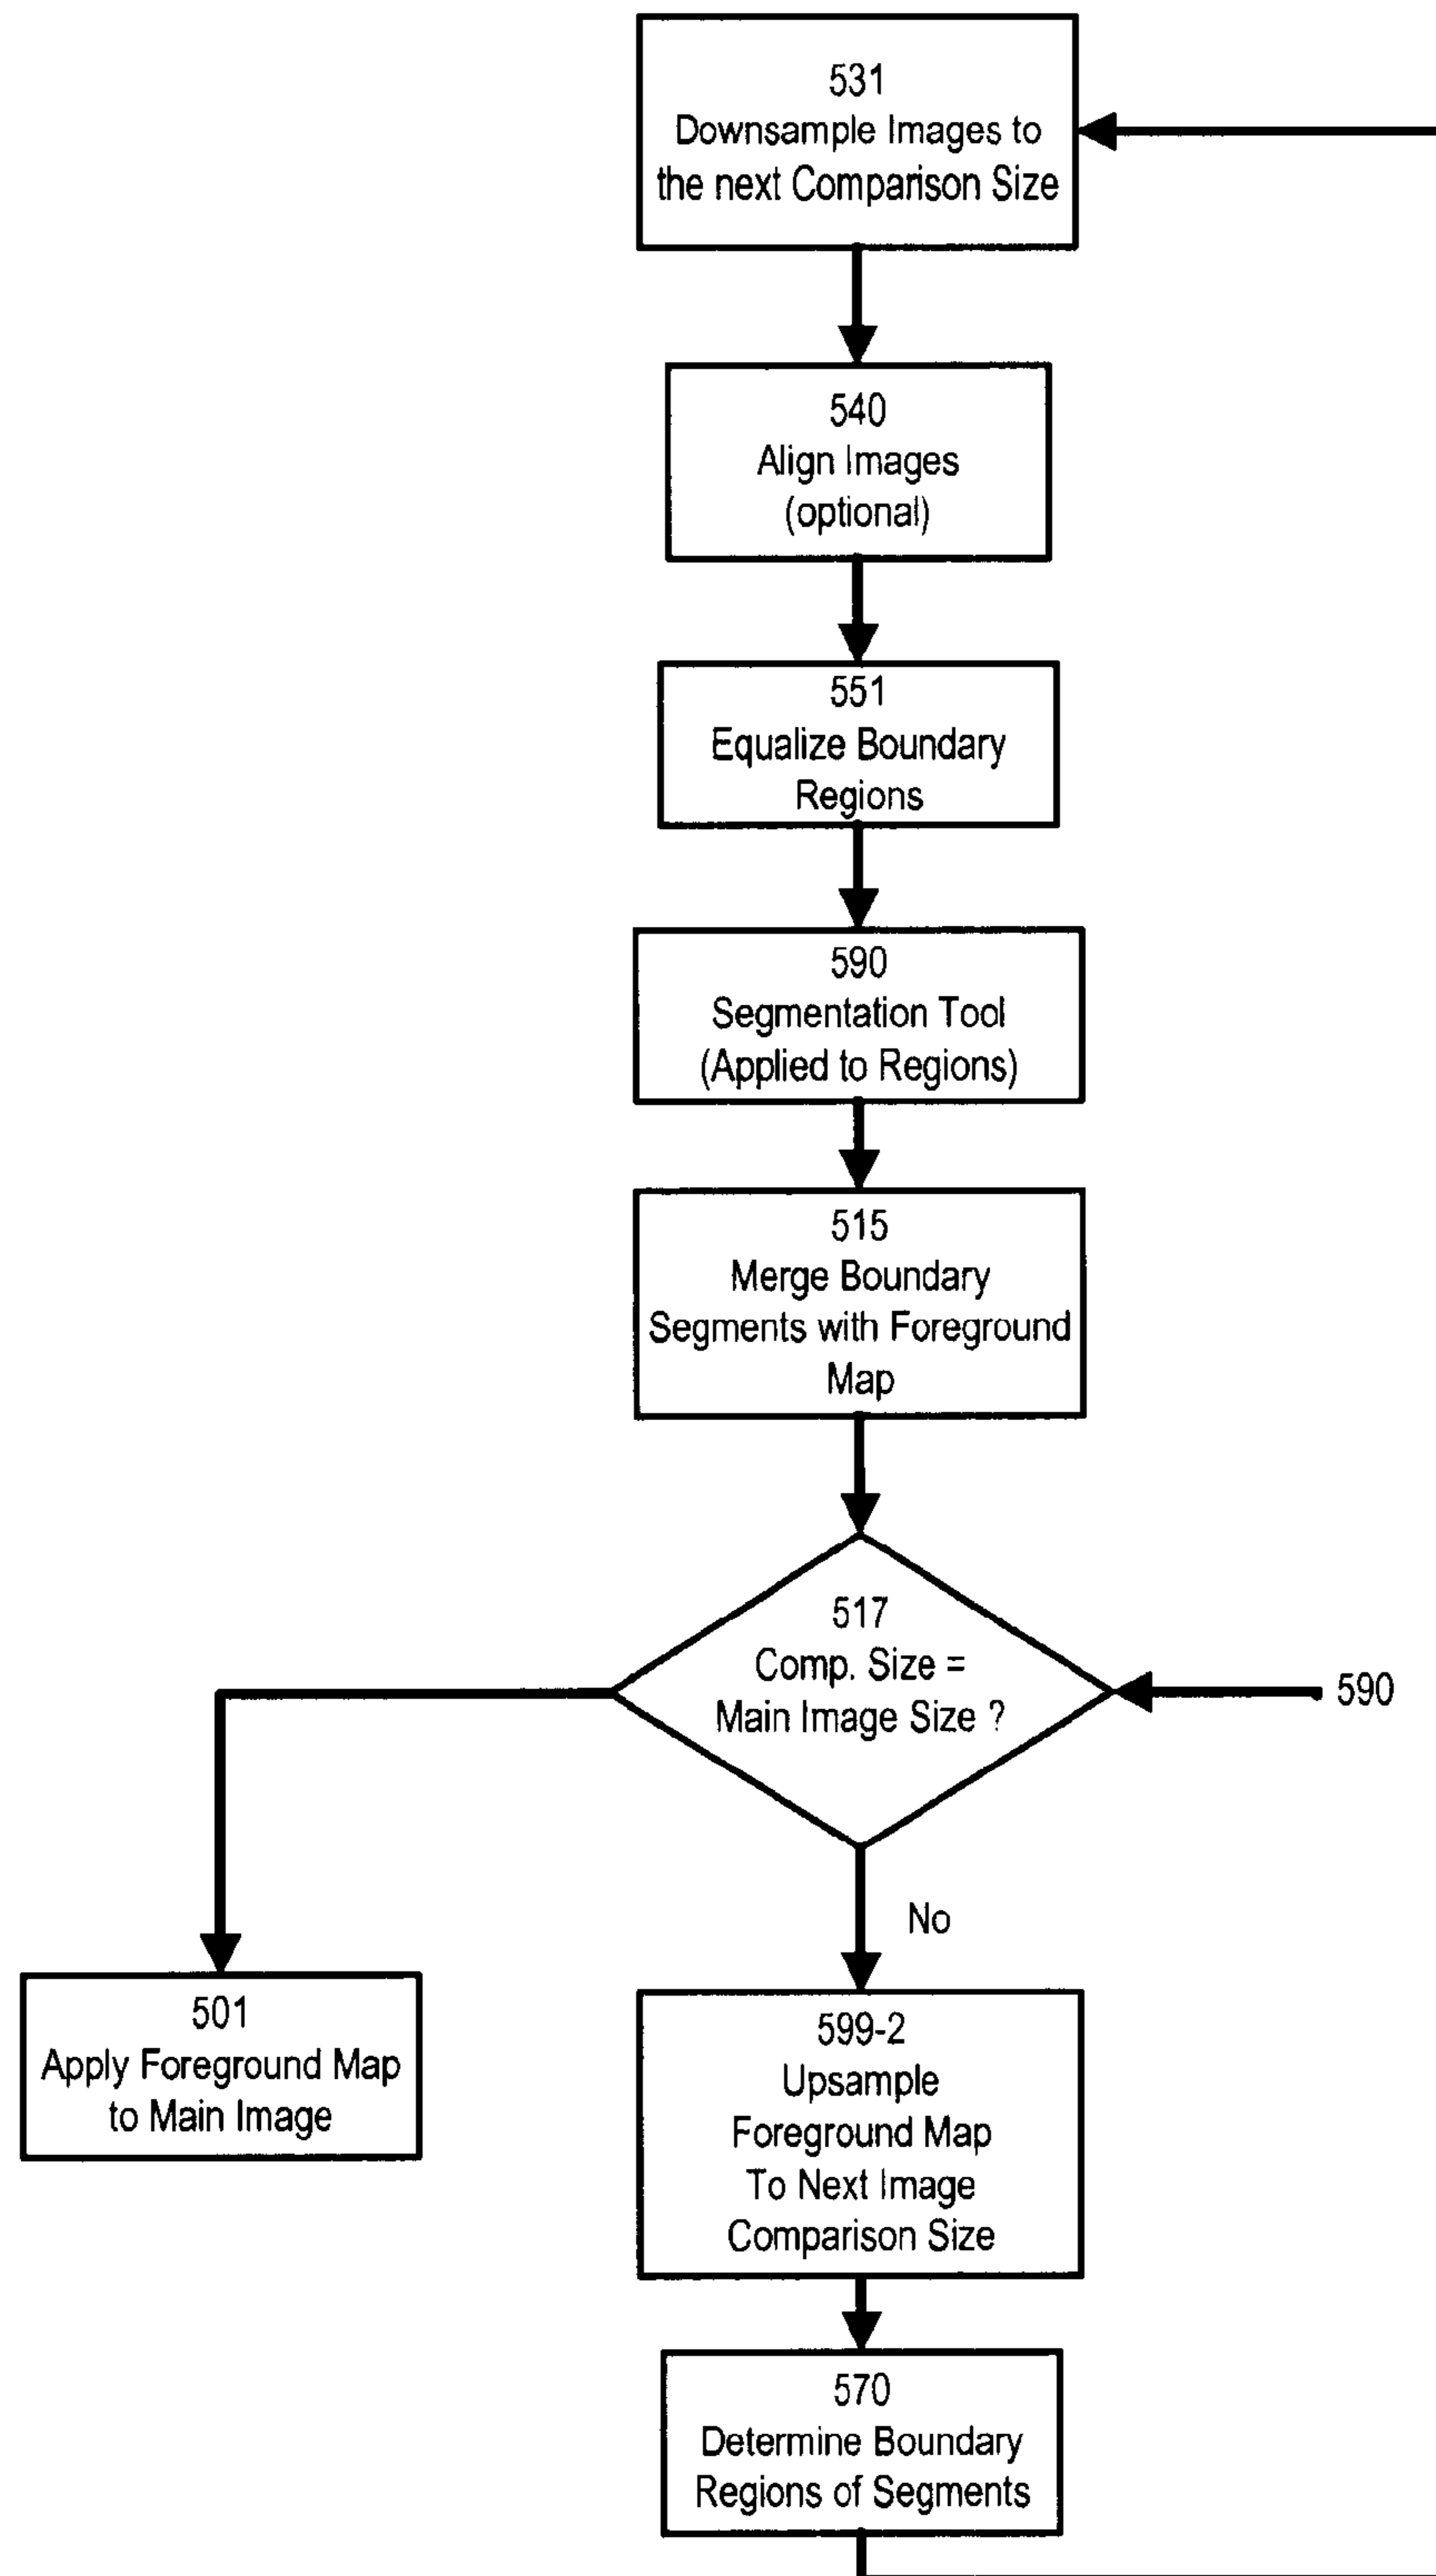 531
Downsample Images to
the next Comparison Size
540
Align Images
(optional)
551
Equalize Boundary
Regions
590
Segmentation Tool
(Applied to Regions)
515
Merge Boundary
Segments with Foreground
Map
517
Comp. Size =
Main Image Size ?
590
No
501
Apply Foreground Map
to Main Image
599-2
Upsample
Foreground Map
To Next Image
Comparison Size
570
Determine Boundary
Regions of Segments